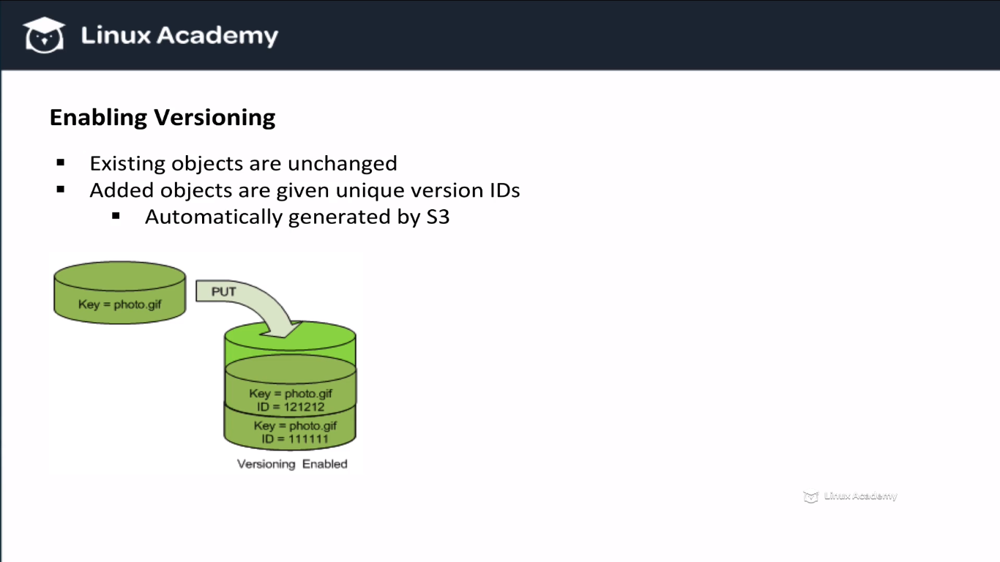 Linux Academy
Enabling Versioning
▪ Existing objects are unchanged
▪ Added objects are given unique version IDs
▪ Automatically generated by S3
Key = photo.gif
PUT
Key = photo.gif
ID = 121212
Key = photo.gif
ID = 111111
Versioning Enabled
Linux Academy